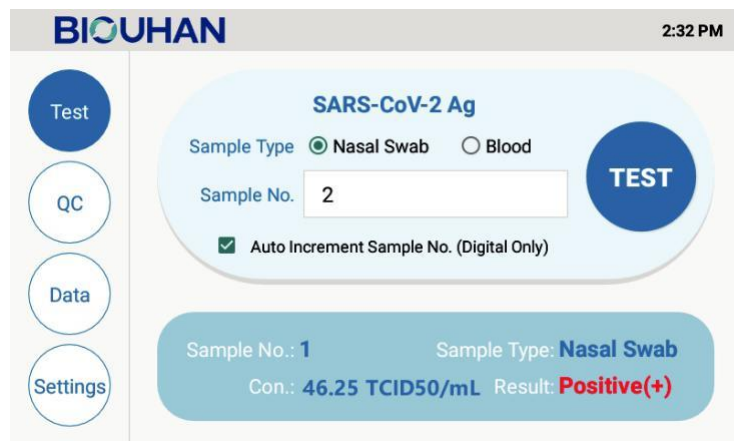 BIOUHAN
2:32 PM
Test
QC
Data
Settings
SARS-CoV-2 Ag
Sample Type Nasal Swab Blood
Sample No. 2
TEST
Auto Increment Sample No. (Digital Only)
Sample No.: 1 Sample Type: Nasal Swab
Con.: 46.25 TCID50/mL Result: Positive(+)